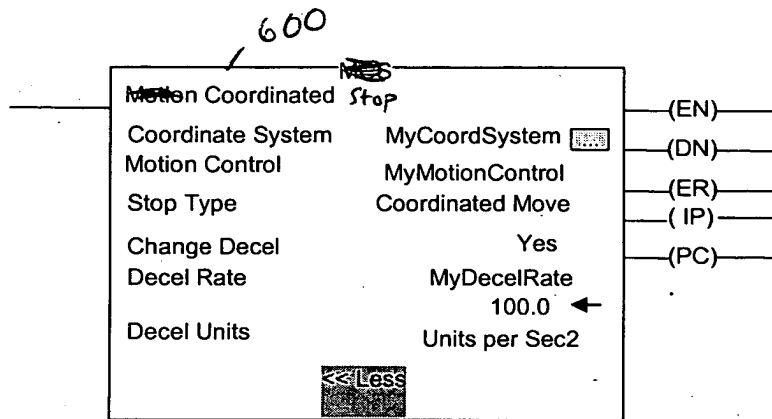 600
Motion Coordinated Stop
Coordinate System MyCoordSystem ...
Motion Control MyMotionControl
Stop Type Coordinated Move
Change Decel Yes
Decel Rate MyDecelRate
100.0
Decel Units Units per Sec2
<< Less
(EN)
(DN)
(ER)
(IP)
(PC)